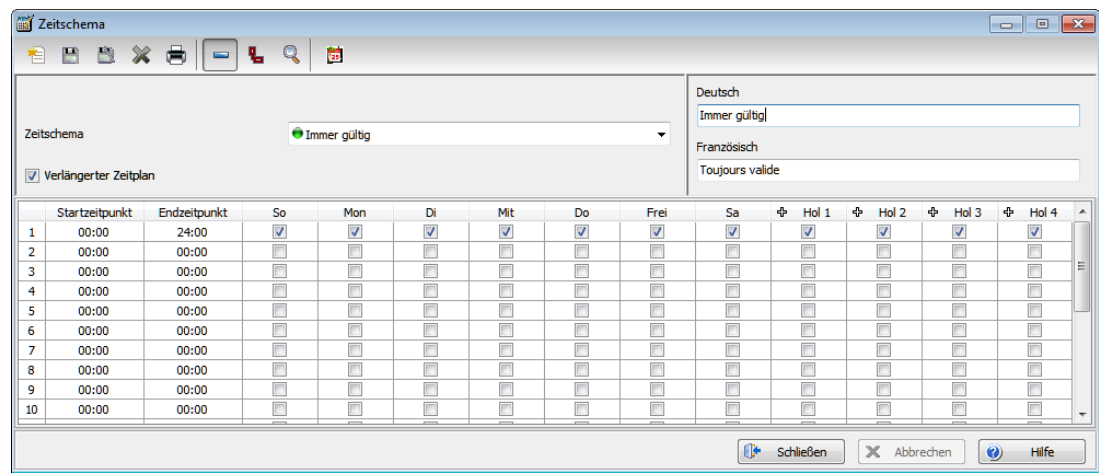 Zeitschema
25
Deutsch
Immer gültig
Zeitschema
Immer gültig
Französisch
Toujours valide
Verlängerter Zeitplan
Startzeitpunkt Endzeitpunkt So Mon Di Mit Do Frei Sa Hol 1 Hol 2 Hol 3 Hol 4
1 00:00 24:00
2 00:00 00:00
3 00:00 00:00
4 00:00 00:00
5 00:00 00:00
6 00:00 00:00
7 00:00 00:00
8 00:00 00:00
9 00:00 00:00
10 00:00 00:00
Schließen Abbrechen Hilfe